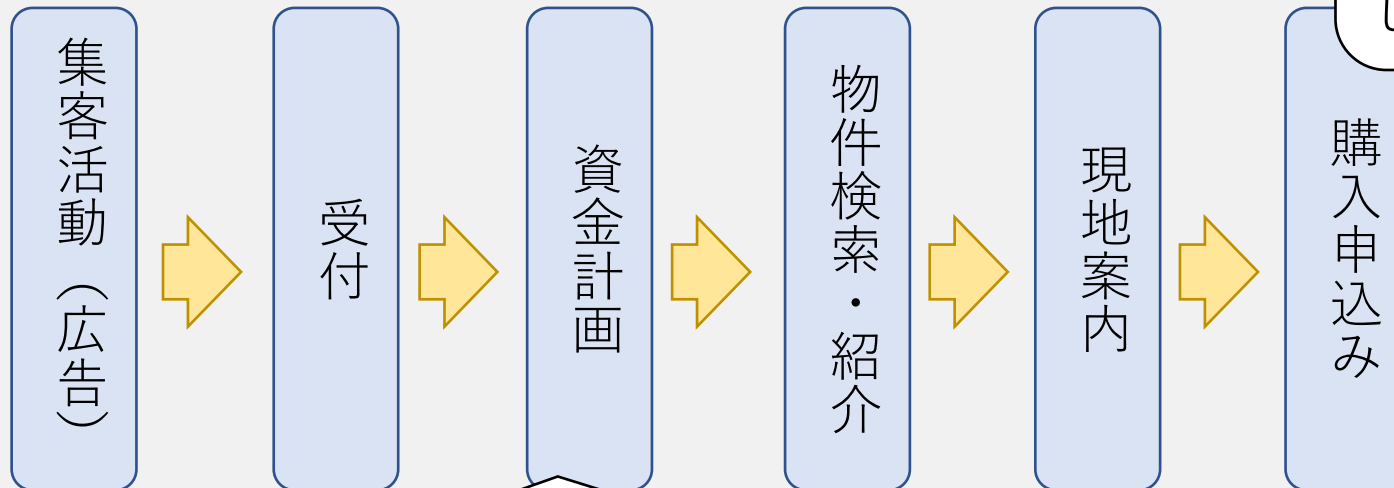 集客活動（広告）
受付
資金計画
物件検索・紹介
現地案内
購入申込み